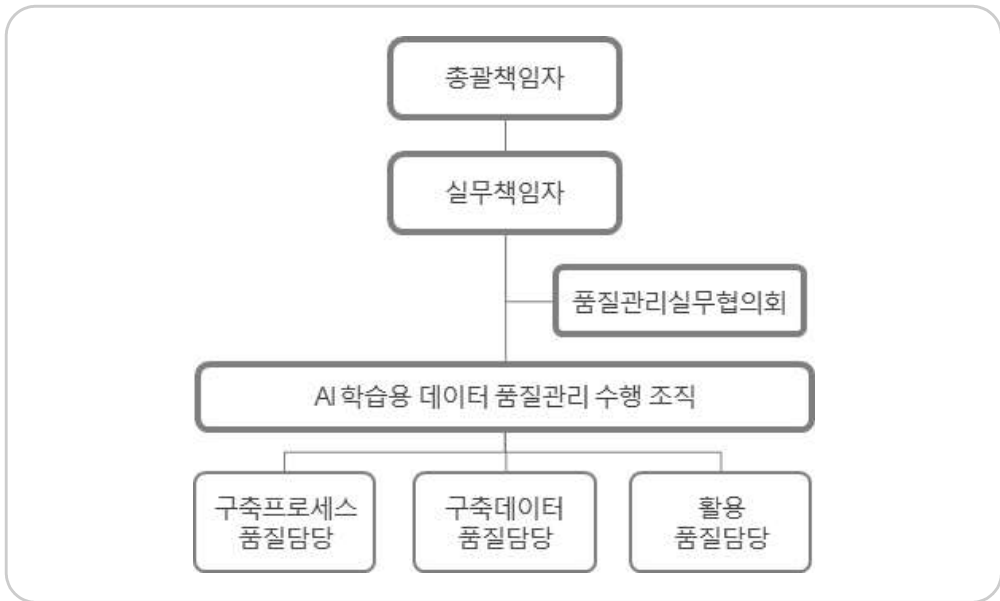 총괄책임자
실무책임자
품질관리실무협의회
AI 학습용 데이터 품질관리 수행 조직
구축프로세스
품질담당
구축데이터
품질담당
활용
품질담당